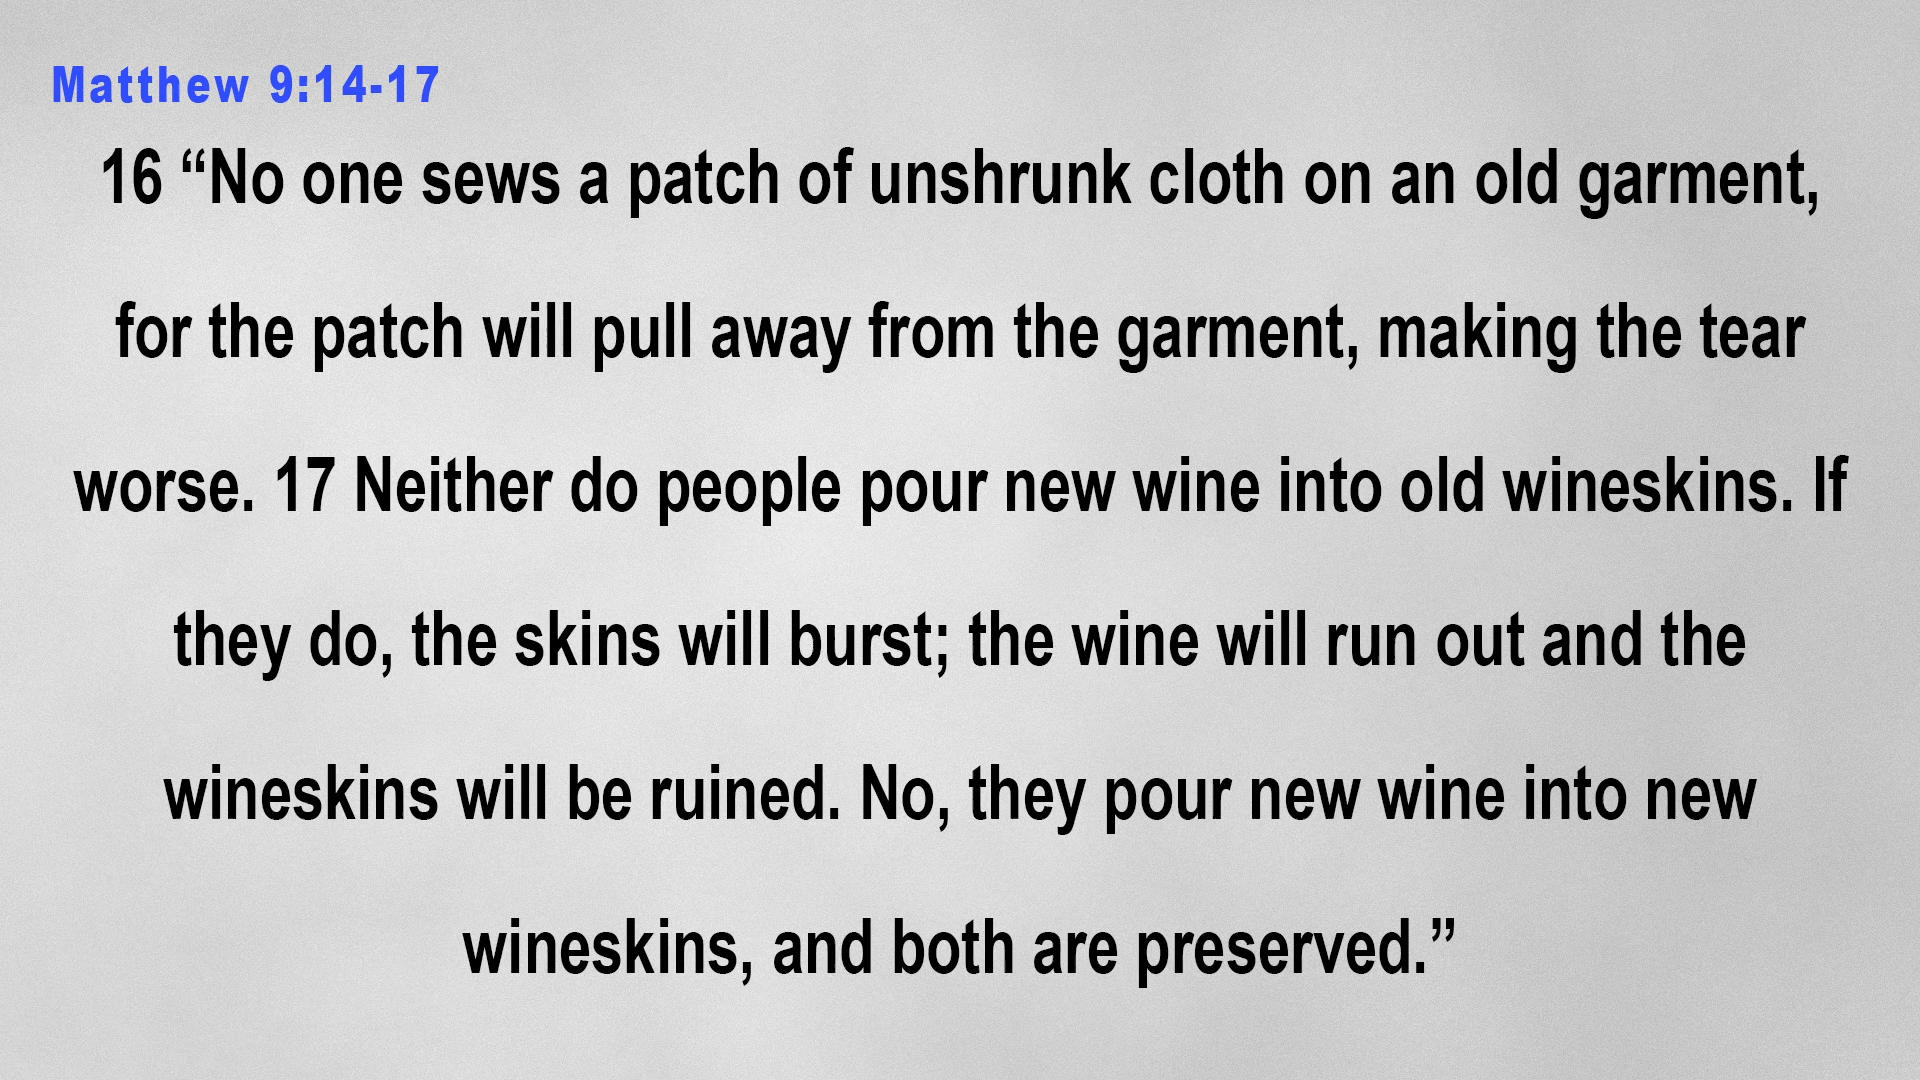 Matthew 9:14-17
16 “No one sews a patch of unshrunk cloth on an old garment,
for the patch will pull away from the garment, making the tear
worse. 17 Neither do people pour new wine into old wineskins. If
they do, the skins will burst; the wine will run out and the
wineskins will be ruined. No, they pour new wine into new
wineskins, and both are preserved.”